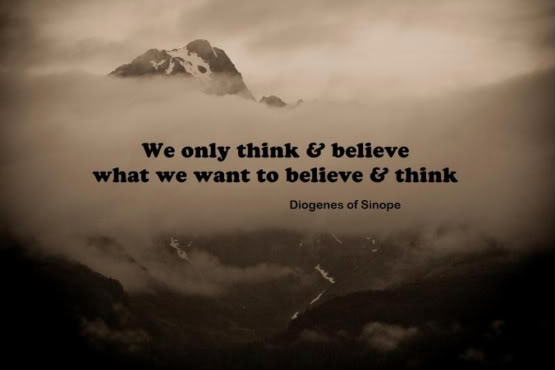 We only think & believe
what we want to believe & think
Diogenes of Sinope